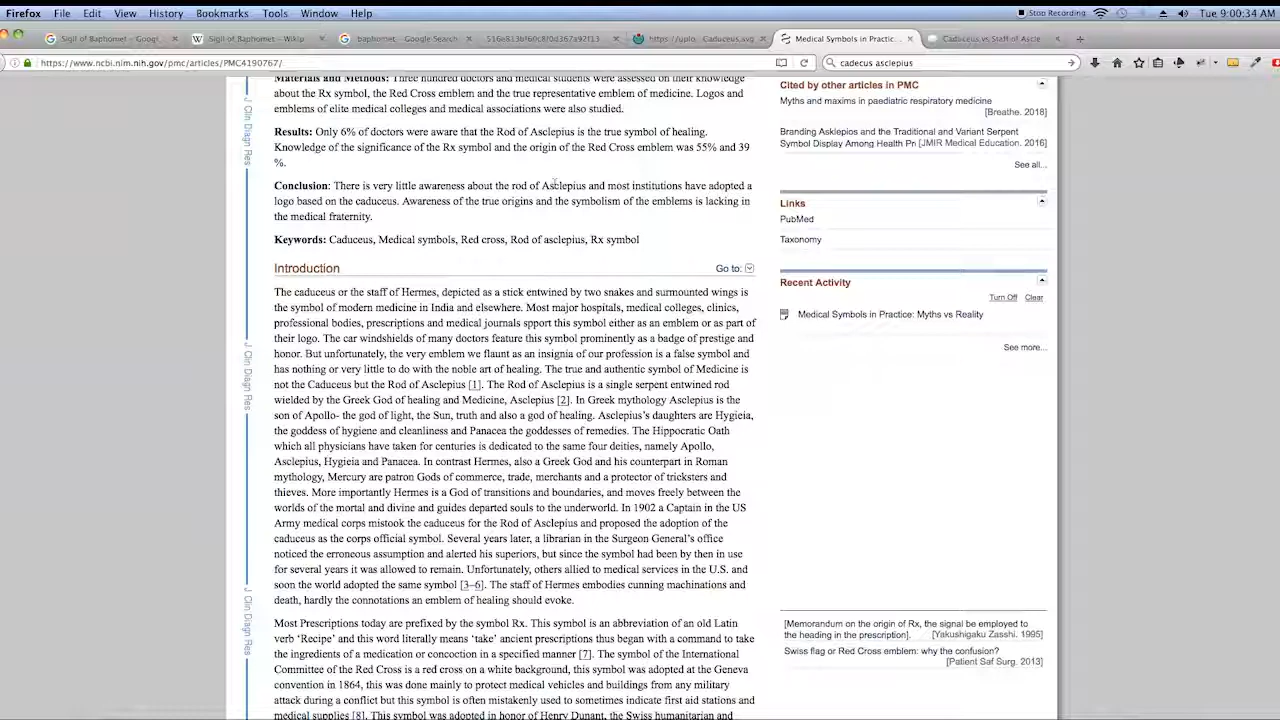 Firefox File Edit View History Bookmarks Tools Window Help
Stop Recording Tue 9:00:34 AM
Sigil of Baphomet - Googl
Sigil of Baphomet - Wikip
baphomet - Google Search
516e813bf60c8f0d367a92f13
https://uplo...Caduceus.svg
Medical Symbols in Practic...
Caduceus vs Staff of Ascle
https://www.ncbi.nlm.nih.gov/pmc/articles/PMC4190767/
cadecus asclepius
Materials and Methods: Three hundred doctors and medical students were assessed on their knowledge
about the Rx symbol, the Red Cross emblem and the true representative emblem of medicine. Logos and
emblems of elite medical colleges and medical associations were also studied.
Results: Only 6% of doctors were aware that the Rod of Asclepius is the true symbol of healing.
Knowledge of the significance of the Rx symbol and the origin of the Red Cross emblem was 55% and 39
%.
Conclusion: There is very little awareness about the rod of Asclepius and most institutions have adopted a
logo based on the caduceus. Awareness of the true origins and the symbolism of the emblems is lacking in
the medical fraternity.
Keywords: Caduceus, Medical symbols, Red cross, Rod of asclepius, Rx symbol
Introduction
Go to:
The caduceus or the staff of Hermes, depicted as a stick entwined by two snakes and surmounted wings is
the symbol of modern medicine in India and elsewhere. Most major hospitals, medical colleges, clinics,
professional bodies, prescriptions and medical journals spport this symbol either as an emblem or as part of
their logo. The car windshields of many doctors feature this symbol prominently as a badge of prestige and
honor. But unfortunately, the very emblem we flaunt as an insignia of our profession is a false symbol and
has nothing or very little to do with the noble art of healing. The true and authentic symbol of Medicine is
not the Caduceus but the Rod of Asclepius [1]. The Rod of Asclepius is a single serpent entwined rod
wielded by the Greek God of healing and Medicine, Asclepius [2]. In Greek mythology Asclepius is the
son of Apollo- the god of light, the Sun, truth and also a god of healing. Asclepius's daughters are Hygieia,
the goddess of hygiene and cleanliness and Panacea the goddesses of remedies. The Hippocratic Oath
which all physicians have taken for centuries is dedicated to the same four deities, namely Apollo,
Asclepius, Hygieia and Panacea. In contrast Hermes, also a Greek God and his counterpart in Roman
mythology, Mercury are patron Gods of commerce, trade, merchants and a protector of tricksters and
thieves. More importantly Hermes is a God of transitions and boundaries, and moves freely between the
worlds of the mortal and divine and guides departed souls to the underworld. In 1902 a Captain in the US
Army medical corps mistook the caduceus for the Rod of Asclepius and proposed the adoption of the
caduceus as the corps official symbol. Several years later, a librarian in the Surgeon General's office
noticed the erroneous assumption and alerted his superiors, but since the symbol had been by then in use
for several years it was allowed to remain. Unfortunately, others allied to medical services in the U.S. and
soon the world adopted the same symbol [3–6]. The staff of Hermes embodies cunning machinations and
death, hardly the connotations an emblem of healing should evoke.
Most Prescriptions today are prefixed by the symbol Rx. This symbol is an abbreviation of an old Latin
verb 'Recipe' and this word literally means 'take' ancient prescriptions thus began with a command to take
the ingredients of a medication or concoction in a specified manner [7]. The symbol of the International
Committee of the Red Cross is a red cross on a white background, this symbol was adopted at the Geneva
convention in 1864, this was done mainly to protect medical vehicles and buildings from any military
attack during a conflict but this symbol is often mistakenly used to sometimes indicate first aid stations and
medical supplies [8]. This symbol was adopted in honor of Henry Dunant, the Swiss humanitarian and
J Clin Diagn Res
J Clin Diagn Res
J Clin Diagn Res
Cited by other articles in PMC
Myths and maxims in paediatric respiratory medicine
[Breathe. 2018]
Branding Asklepios and the Traditional and Variant Serpent
Symbol Display Among Health Pr [JMIR Medical Education. 2016]
See all...
Links
PubMed
Taxonomy
Recent Activity
Turn Off Clear
Medical Symbols in Practice: Myths vs Reality
See more...
[Memorandum on the origin of Rx, the signal be employed to
the heading in the prescription]. [Yakushigaku Zasshi. 1995]
Swiss flag or Red Cross emblem: why the confusion?
[Patient Saf Surg. 2013]